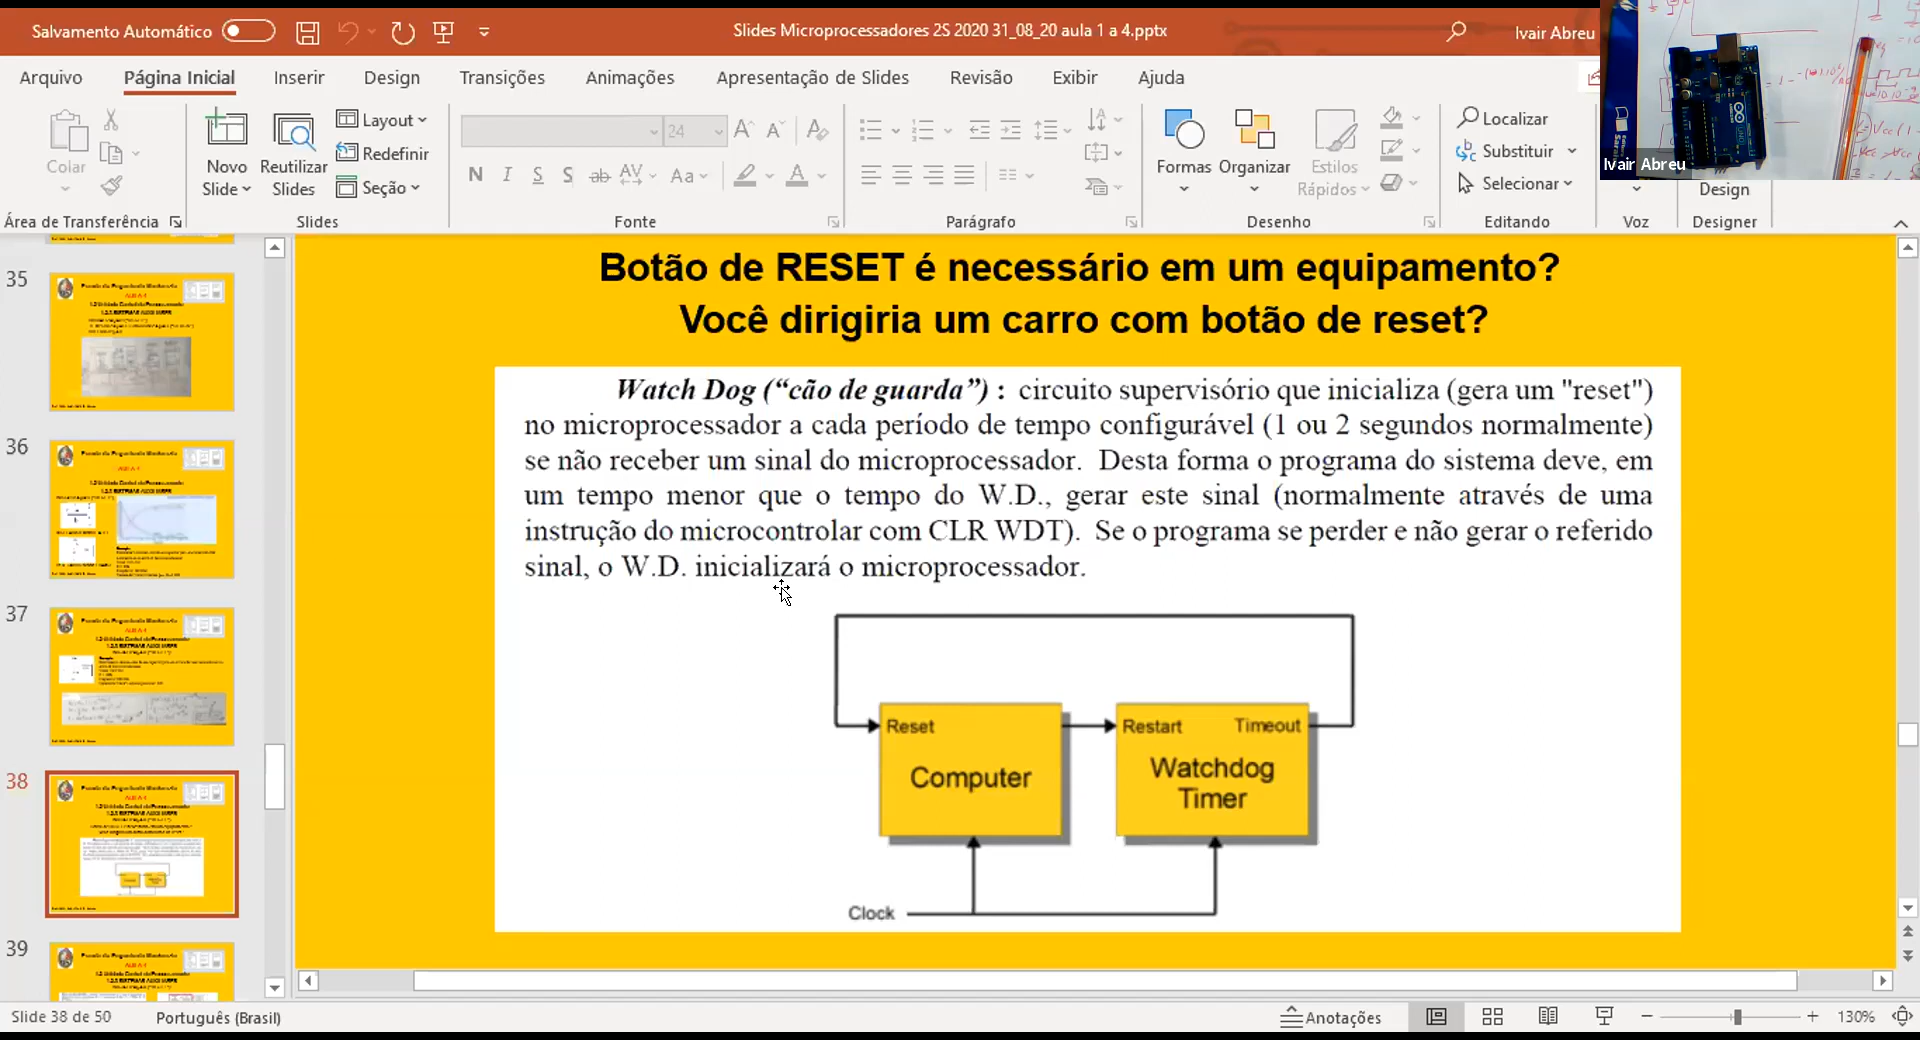 Salvamento Automático
Slides Microprocessadores 2S 2020 31_08_20 aula 1 a 4.pptx
Ivair Abreu
Arquivo
Página Inicial
Inserir
Design
Transições
Animações
Apresentação de Slides
Revisão
Exibir
Ajuda
Ivair Abreu
Colar
Novo
Slide
Reutilizar
Slides
Layout
Redefinir
Seção
24
N
I
S
S
ab
AV
Aa
A
Formas
Organizar
Estilos
Rápidos
Localizar
Substituir
Selecionar
Design
Área de Transferência
Slides
Fonte
Parágrafo
Desenho
Editando
Voz
Designer
35
36
37
38
39
Botão de RESET é necessário em um equipamento?
Você dirigiria um carro com botão de reset?
Watch Dog (“cão de guarda”) : circuito supervisório que inicializa (gera um "reset")
no microprocessador a cada período de tempo configurável (1 ou 2 segundos normalmente)
se não receber um sinal do microprocessador. Desta forma o programa do sistema deve, em
um tempo menor que o tempo do W.D., gerar este sinal (normalmente através de uma
instrução do microcontrolar com CLR WDT). Se o programa se perder e não gerar o referido
sinal, o W.D. inicializará o microprocessador.
Reset
Computer
Restart Timeout
Watchdog
Timer
Clock
Slide 38 de 50
Português (Brasil)
Anotações
130%